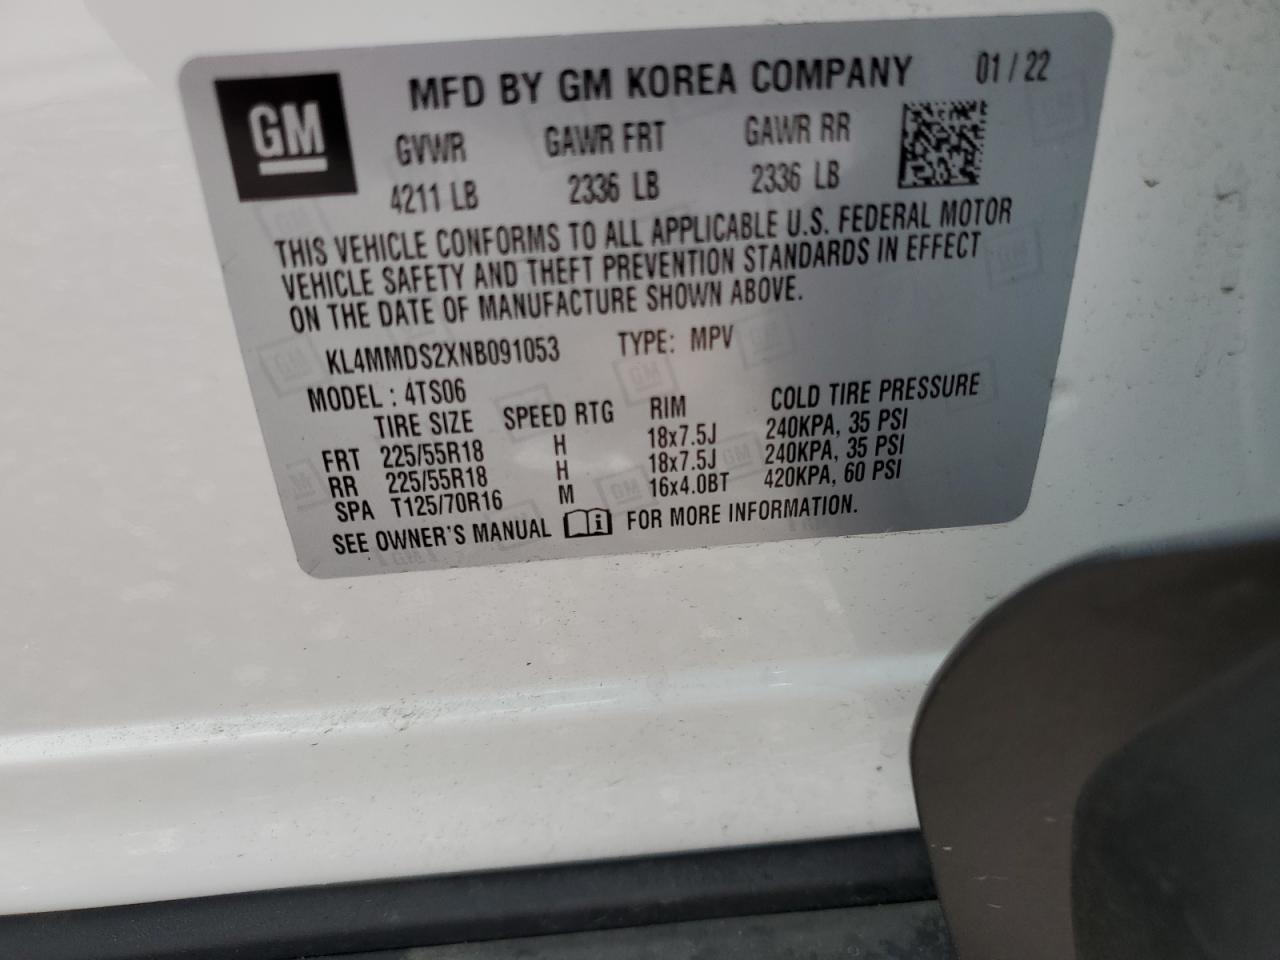 GM MFD BY GM KOREA COMPANY 01 / 22
GVWR GAWR FRT GAWR RR
4211 LB 2336 LB 2336 LB
THIS VEHICLE CONFORMS TO ALL APPLICABLE U.S. FEDERAL MOTOR
VEHICLE SAFETY AND THEFT PREVENTION STANDARDS IN EFFECT
ON THE DATE OF MANUFACTURE SHOWN ABOVE.
KL4MMDS2XNB091053 TYPE: MPV
MODEL : 4TS06
TIRE SIZE SPEED RTG RIM COLD TIRE PRESSURE
FRT 225/55R18 H 18x7.5J 240KPA, 35 PSI
RR 225/55R18 H 18x7.5J 240KPA, 35 PSI
SPA T125/70R16 M 16x4.0BT 420KPA, 60 PSI
SEE OWNER'S MANUAL FOR MORE INFORMATION.